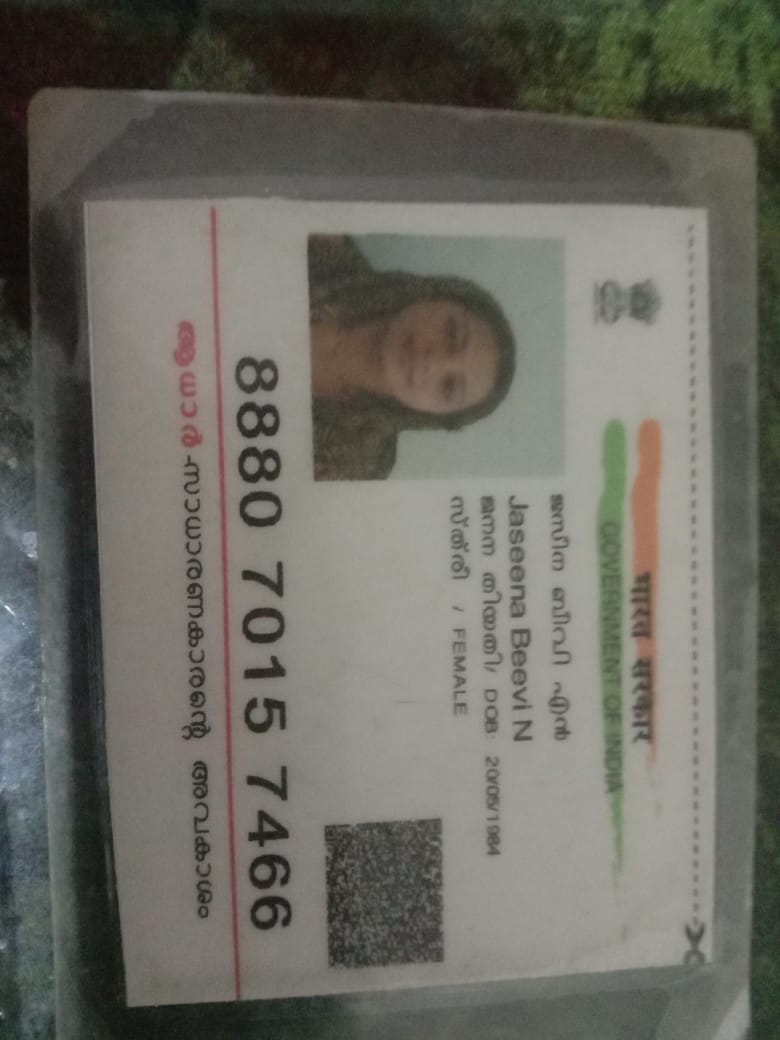 भारत सरकार
GOVERNMENT OF INDIA
ജസീന ബീവി എൻ
Jaseena Beevi N
ജനന തിയതി/ DOB: 20/05/1984
സ്ത്രീ / FEMALE
8880 7015 7466
ആധാർ-സാധാരണക്കാരന്റെ അവകാശം